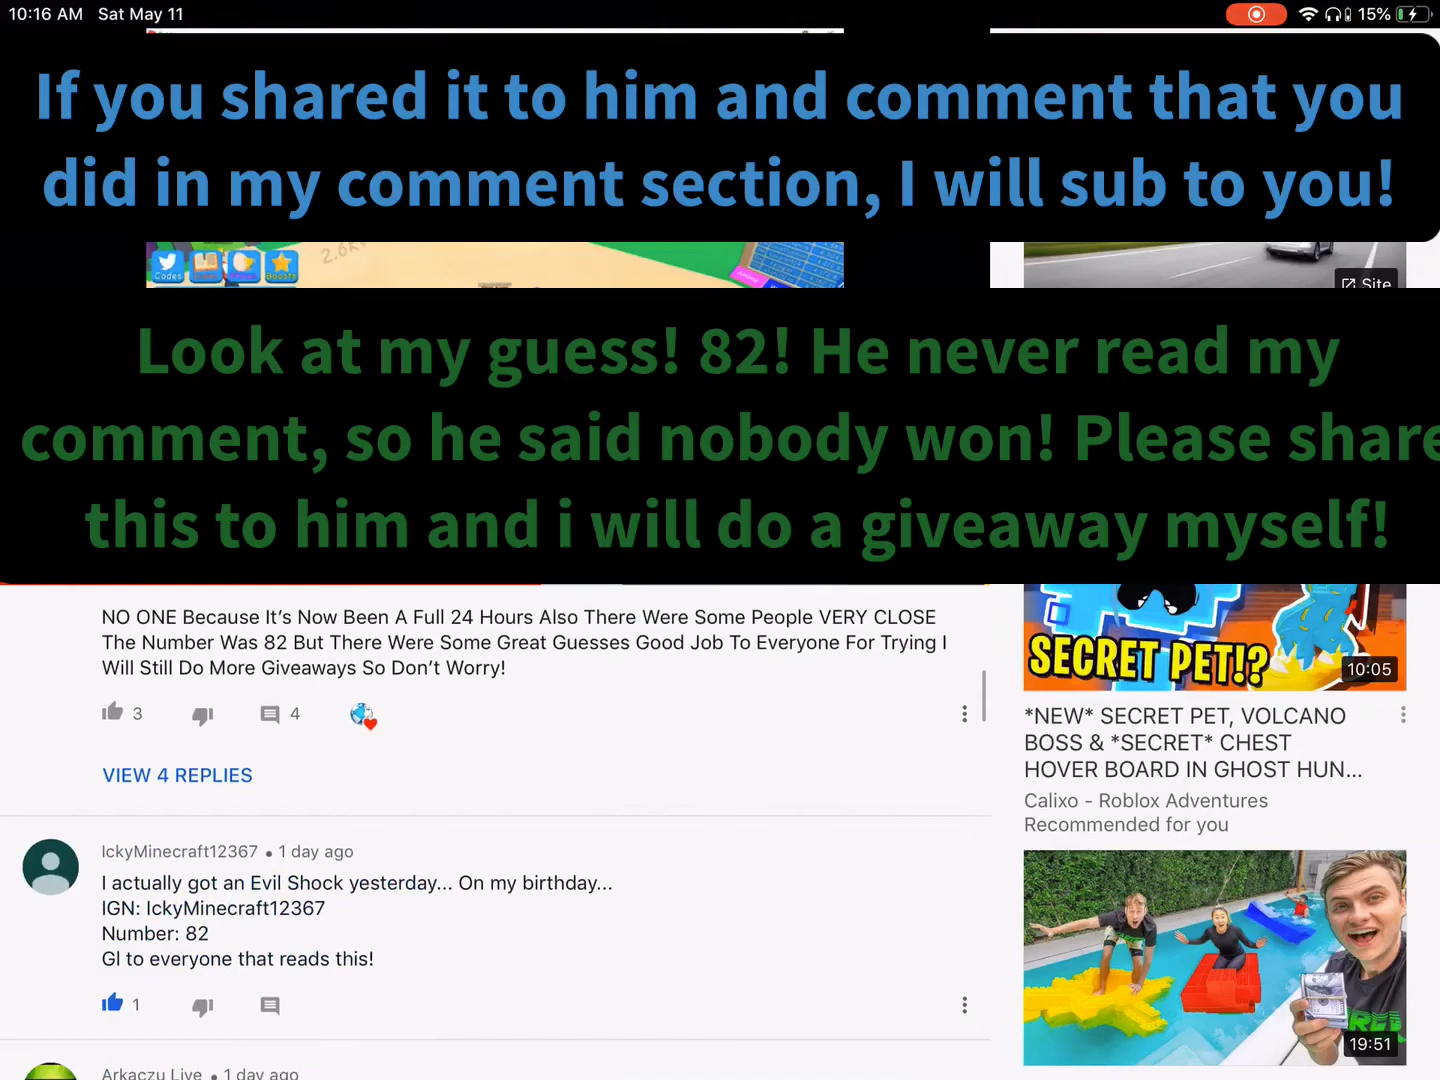 10:16 AM Sat May 11
15%
If you shared it to him and comment that you
did in my comment section, I will sub to you!
Codes
Site
Look at my guess! 82! He never read my
comment, so he said nobody won! Please share
this to him and i will do a giveaway myself!
NO ONE Because It’s Now Been A Full 24 Hours Also There Were Some People VERY CLOSE
The Number Was 82 But There Were Some Great Guesses Good Job To Everyone For Trying I
Will Still Do More Giveaways So Don’t Worry!
3 4
VIEW 4 REPLIES
IckyMinecraft12367 • 1 day ago
I actually got an Evil Shock yesterday... On my birthday...
IGN: IckyMinecraft12367
Number: 82
Gl to everyone that reads this!
1
Arkaczu Live • 1 day ago
SECRET PET!?
10:05
*NEW* SECRET PET, VOLCANO
BOSS & *SECRET* CHEST
HOVER BOARD IN GHOST HUN...
Calixo - Roblox Adventures
Recommended for you
19:51